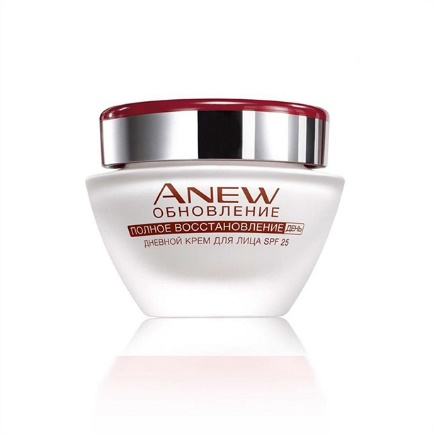 ANEW
ОБНОВЛЕНИЕ
ПОЛНОЕ ВОССТАНОВЛЕНИЕ ДЕНЬ
ДНЕВНОЙ КРЕМ ДЛЯ ЛИЦА SPF 25